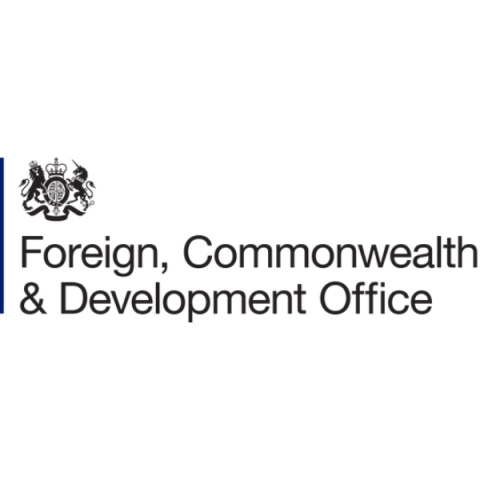 Foreign, Commonwealth
& Development Office